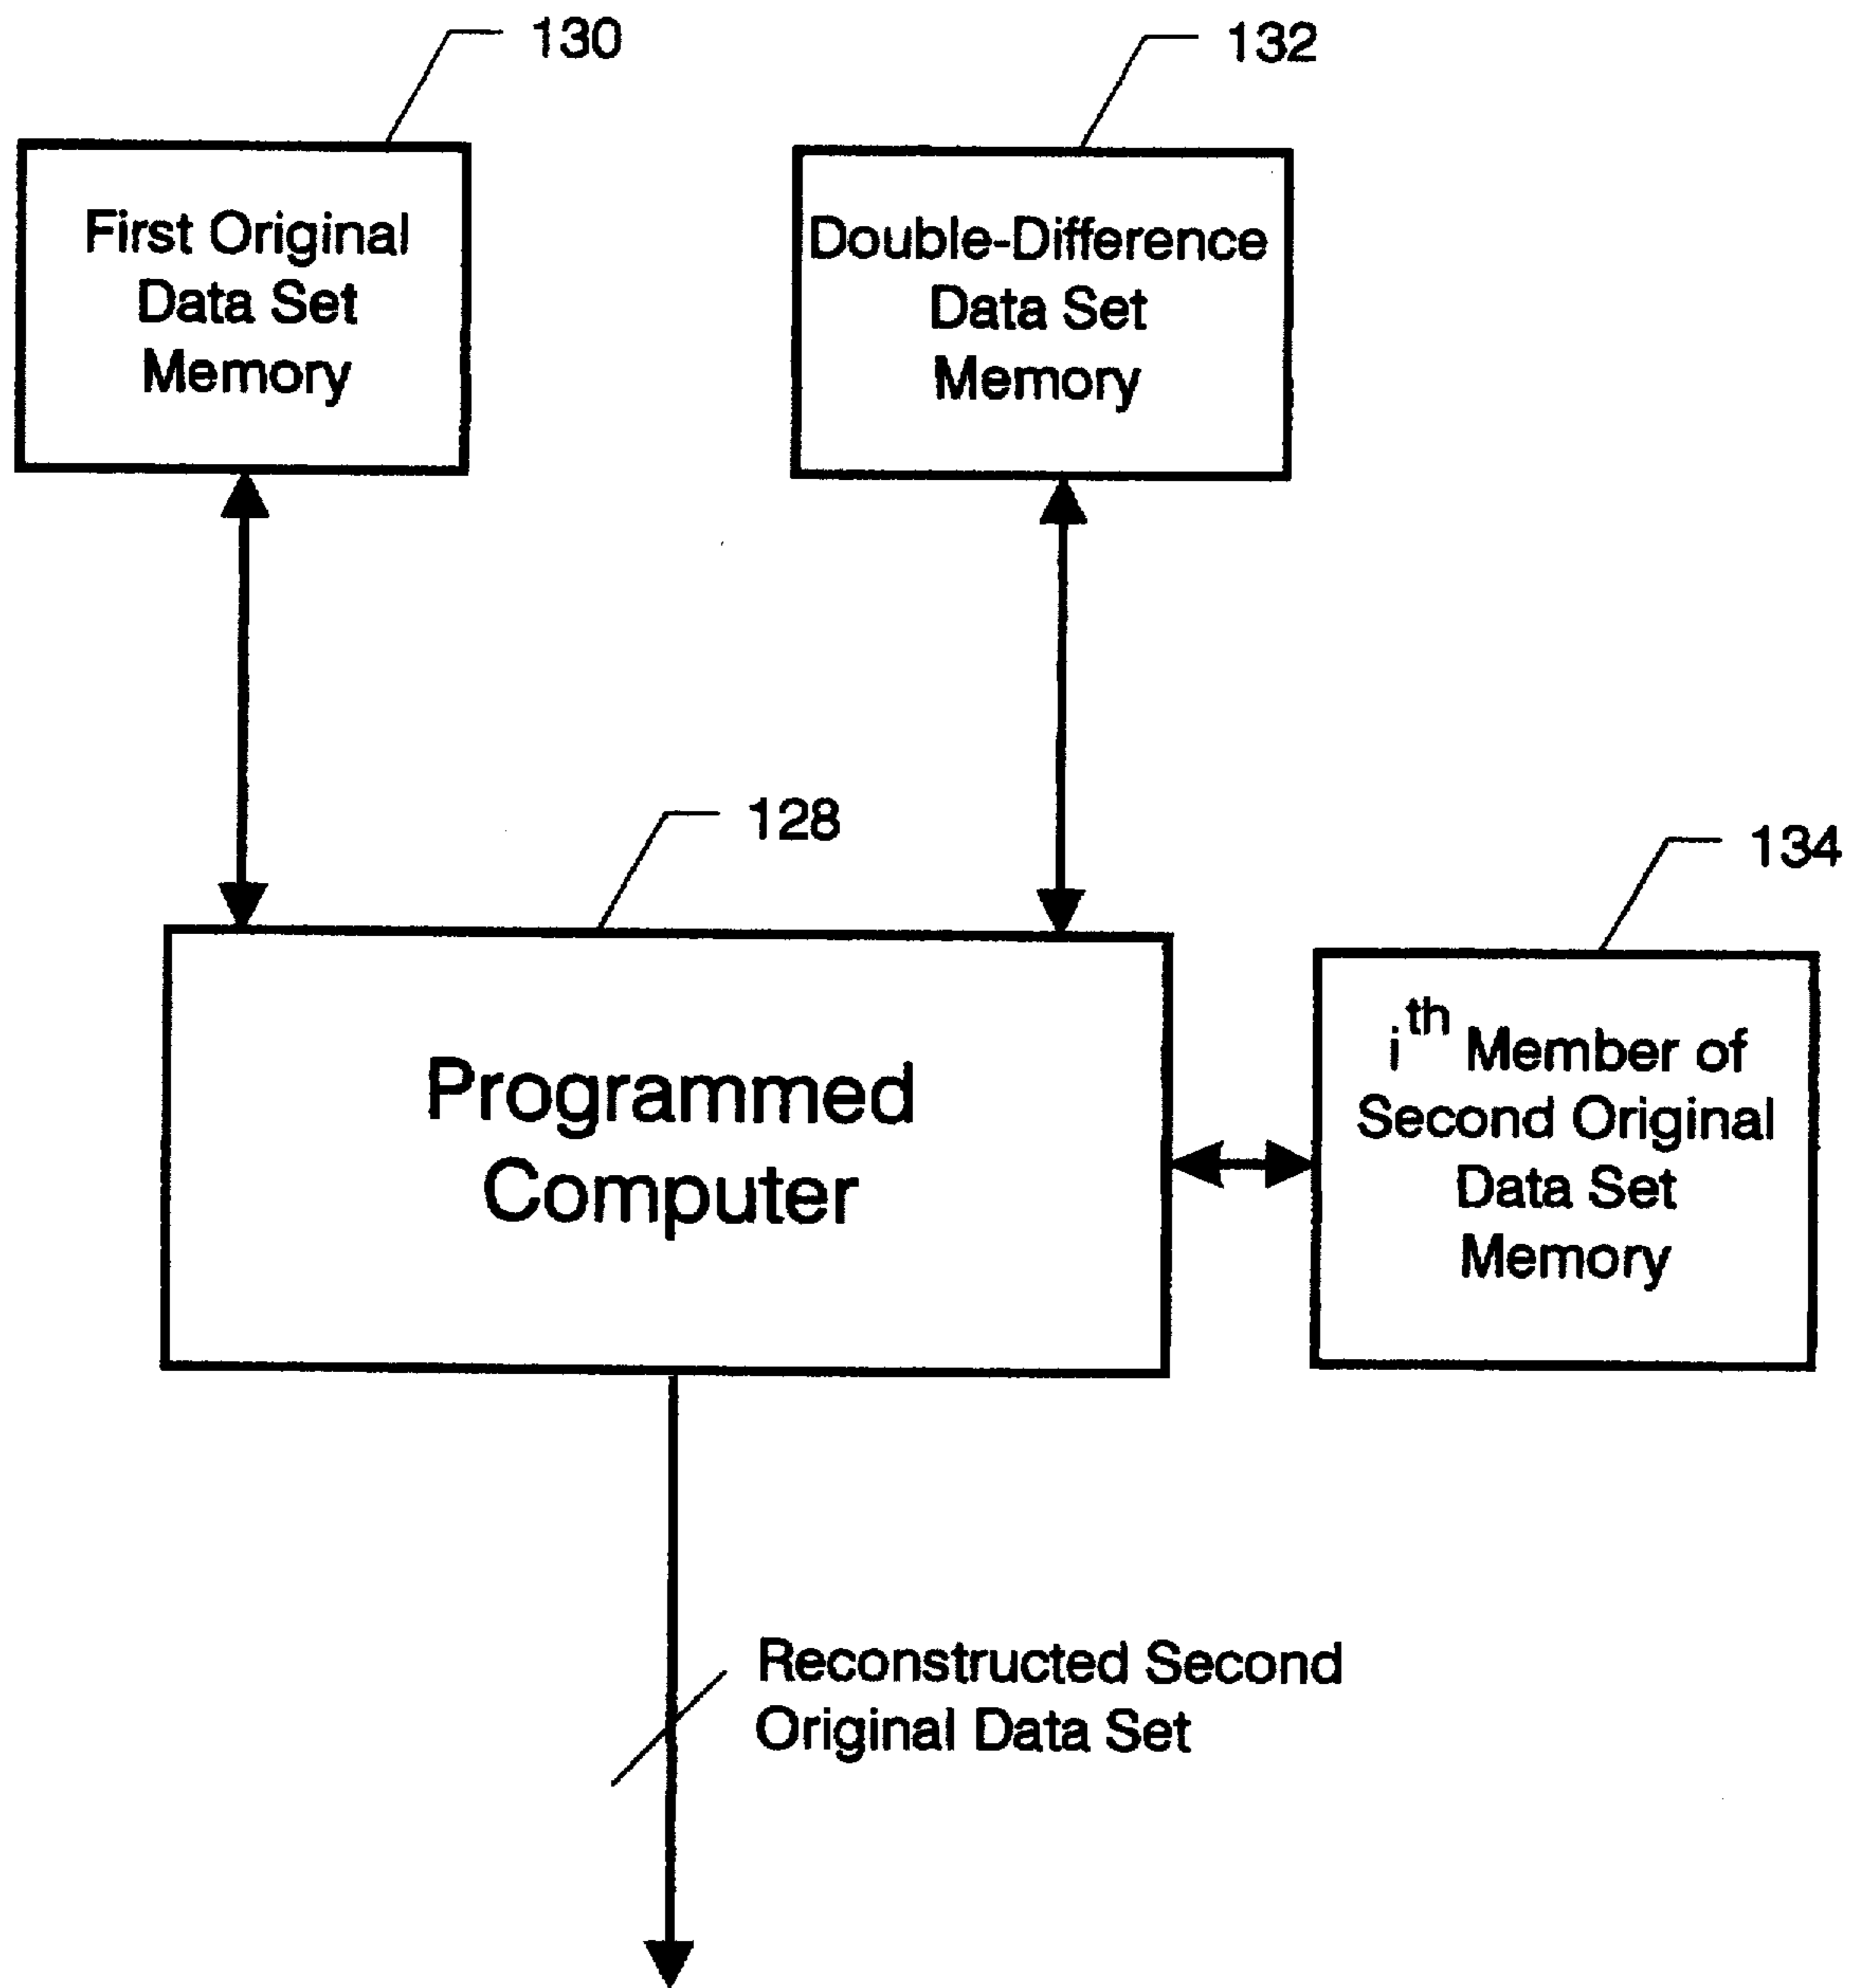 130
132
First Original
Data Set
Memory
Double-Difference
Data Set
Memory
128
134
Programmed
Computer
ith Member of
Second Original
Data Set
Memory
Reconstructed Second
Original Data Set